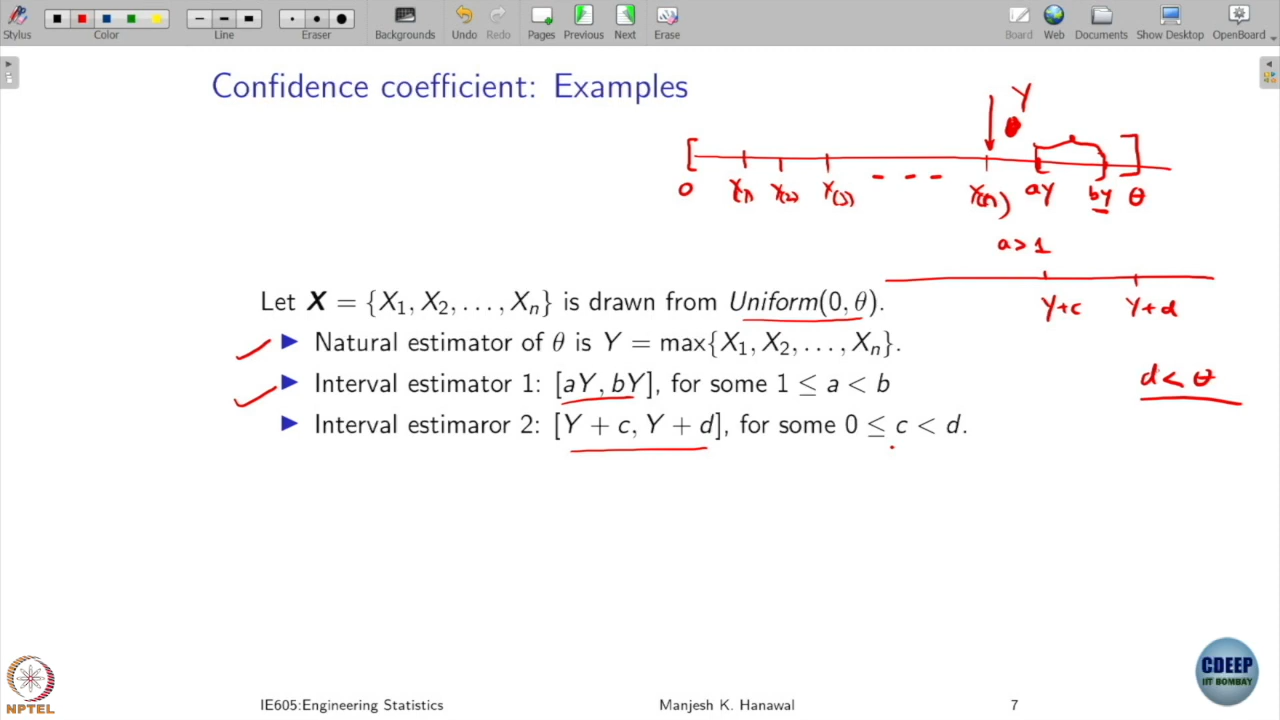 Stylus
Color
Line
Eraser
Backgrounds
Undo
Redo
Pages
Previous
Next
Erase
Board
Web
Documents
Show Desktop
OpenBoard
Confidence coefficient: Examples
Y
0 X(1) X(2) X(3) - - - X(n) aY bY θ
a > 1
Y+c Y+d
Let X = {X₁, X₂, . . . , Xₙ} is drawn from Uniform(0, θ).
Natural estimator of θ is Y = max{X₁, X₂, . . . , Xₙ}.
d < θ
Interval estimator 1: [aY, bY], for some 1 ≤ a < b
Interval estimaror 2: [Y + c, Y + d], for some 0 ≤ c < d.
NPTEL
IE605:Engineering Statistics
Manjesh K. Hanawal
7
CDEEP
IIT BOMBAY